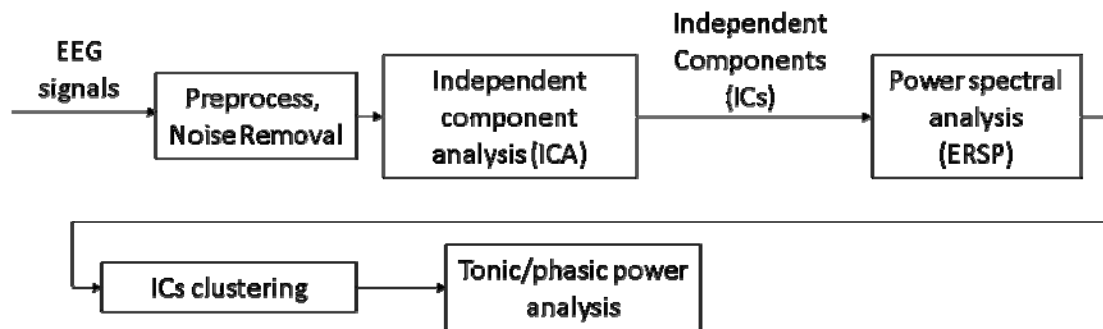 EEG
signals
Preprocess,
Noise Removal
Independent
component
analysis (ICA)
Independent
Components
(ICs)
Power spectral
analysis
(ERSP)
ICs clustering
Tonic/phasic power
analysis